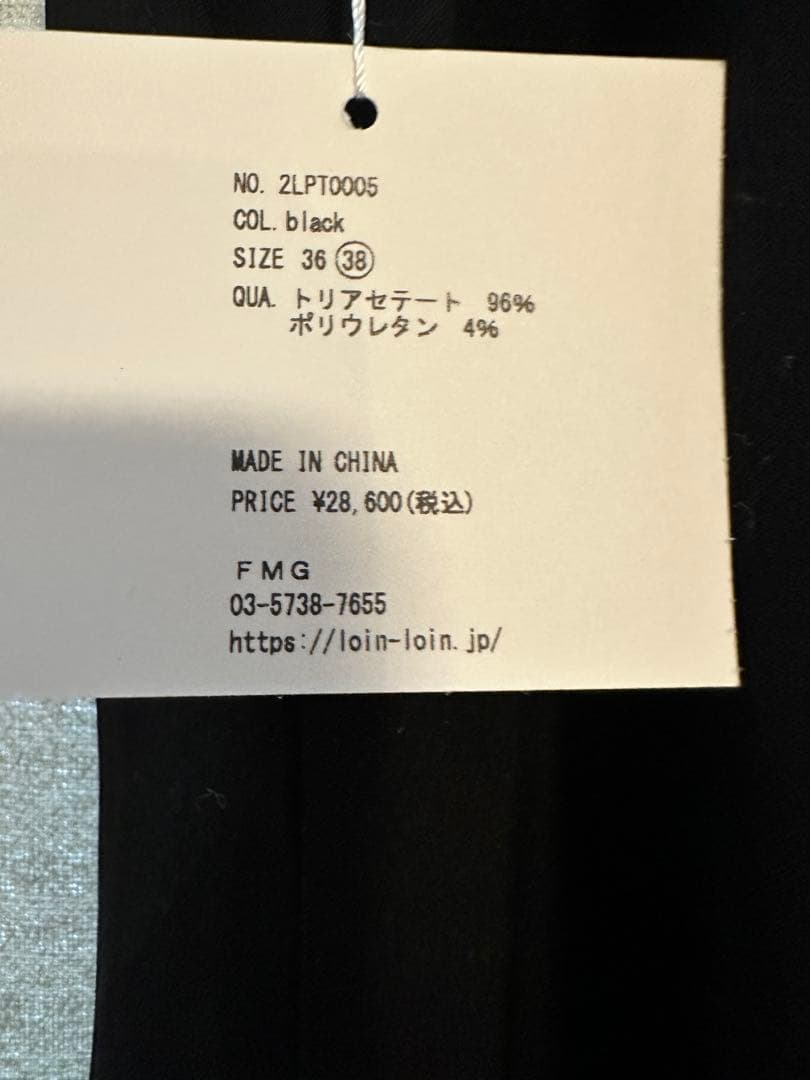 NO. 2LPT0005
COL. black
SIZE 36 38
QUA. トリアセテート 96%
ポリウレタン 4%
MADE IN CHINA
PRICE ¥28,600(税込)
ＦＭＧ
03-5738-7655
https://loin-loin.jp/